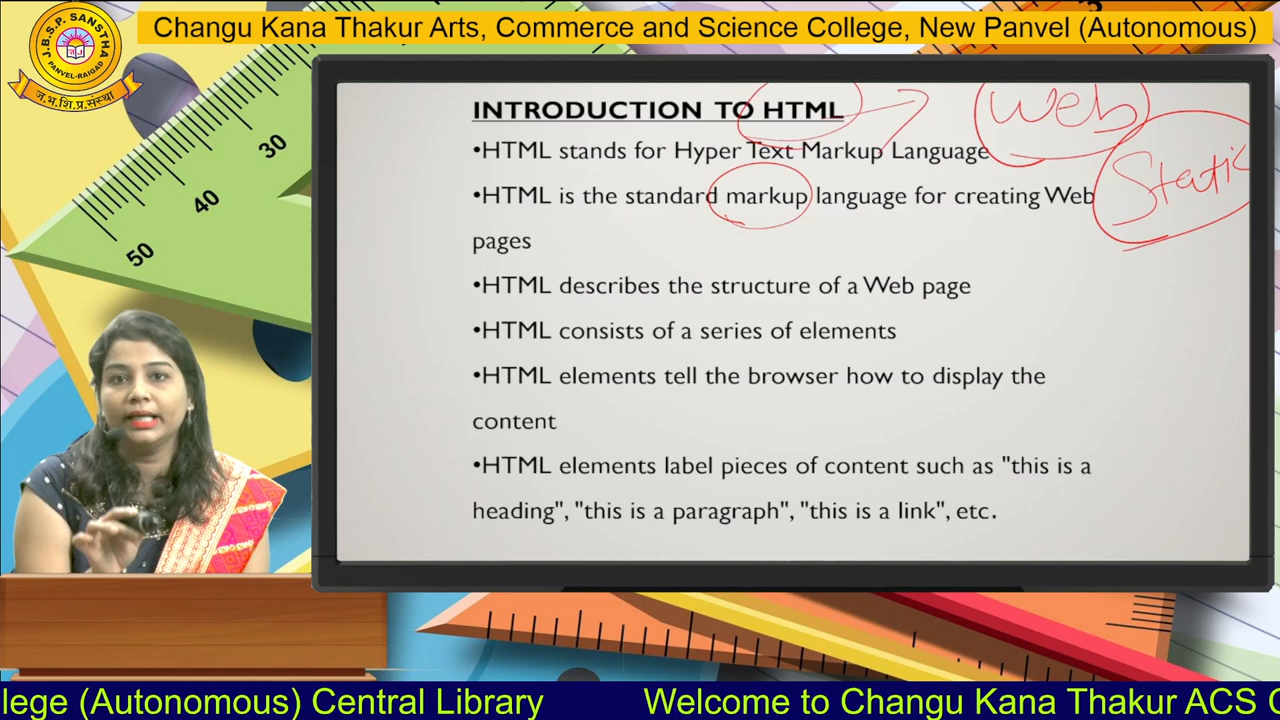 Changu Kana Thakur Arts, Commerce and Science College, New Panvel (Autonomous)
J.B.S.P. SANSTHA
PANVEL-RAIGAD
ज.भ.शि.प्र.संस्था
30
40
50
3
INTRODUCTION TO HTML
Web
•HTML stands for Hyper Text Markup Language
Static
•HTML is the standard markup language for creating Web
pages
•HTML describes the structure of a Web page
•HTML consists of a series of elements
•HTML elements tell the browser how to display the
content
•HTML elements label pieces of content such as "this is a
heading", "this is a paragraph", "this is a link", etc.
lege (Autonomous) Central Library Welcome to Changu Kana Thakur ACS C